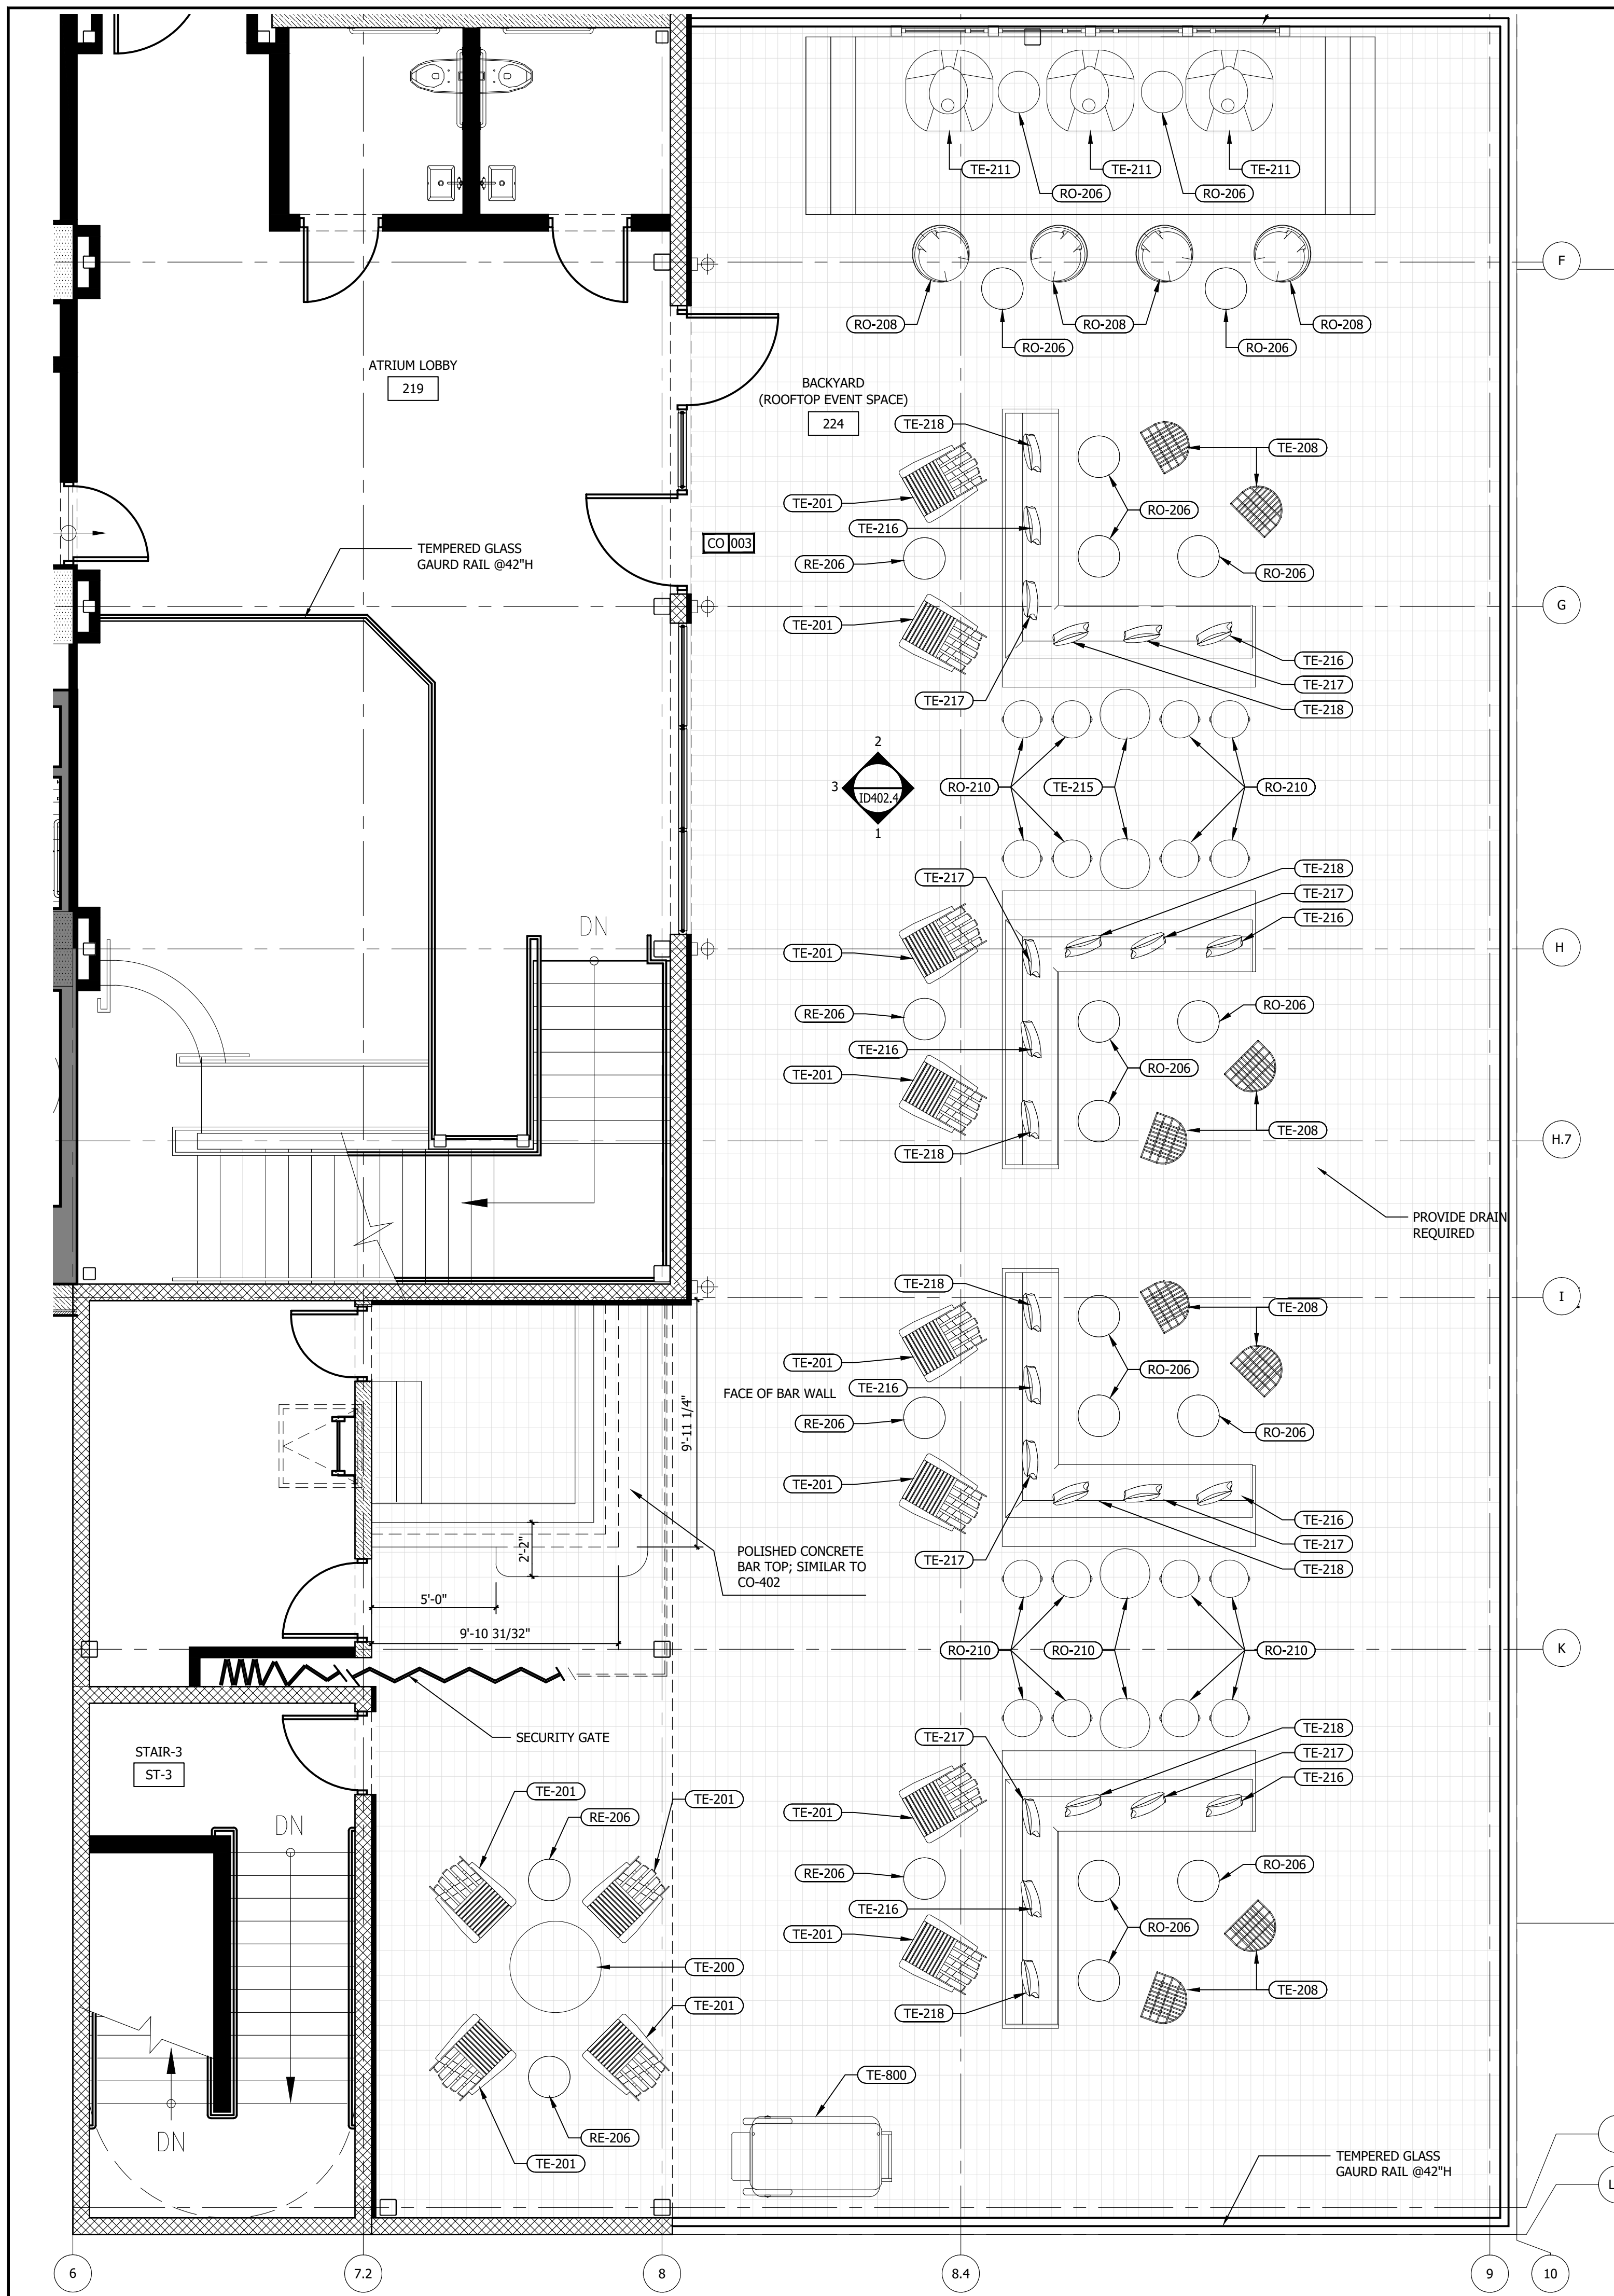 TE-211
TE-211
TE-211
RO-206
RO-206
F
RO-208
RO-208
RO-208
RO-206
RO-206
ATRIUM LOBBY
219
BACKYARD
(ROOFTOP EVENT SPACE)
224
TE-218
TE-208
TE-201
RO-206
TE-216
CO 003
TEMPERED GLASS
GAURD RAIL @42"H
RE-206
RO-206
G
TE-201
TE-216
TE-217
TE-217
TE-218
2
3
ID402.4
1
RO-210
TE-215
RO-210
TE-217
TE-218
TE-217
TE-216
DN
TE-201
H
RE-206
RO-206
TE-216
RO-206
TE-201
TE-208
H.7
TE-218
PROVIDE DRAIN
REQUIRED
TE-218
I
TE-208
TE-201
RO-206
FACE OF BAR WALL
TE-216
9'-11 1/4"
RE-206
RO-206
TE-201
TE-216
2'-2"
TE-217
TE-217
TE-218
POLISHED CONCRETE
BAR TOP; SIMILAR TO
CO-402
5'-0"
9'-10 31/32"
RO-210
RO-210
RO-210
K
SECURITY GATE
TE-217
TE-218
TE-217
TE-216
STAIR-3
ST-3
TE-201
TE-201
TE-201
RE-206
DN
RE-206
RO-206
TE-216
RO-206
TE-201
TE-200
TE-208
TE-201
TE-218
TE-800
RE-206
DN
TE-201
TEMPERED GLASS
GAURD RAIL @42"H
L
6
7.2
8
8.4
9
10